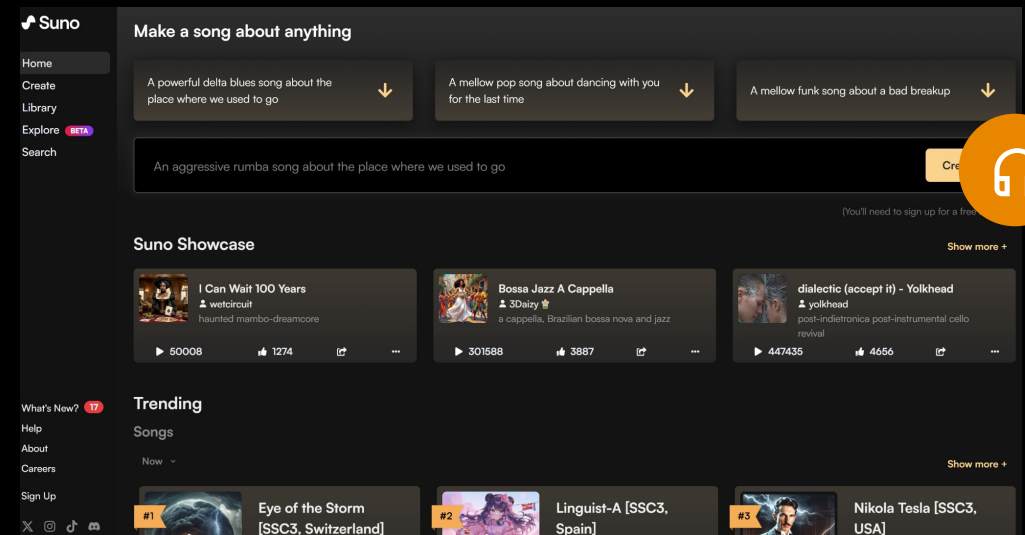 Suno
Home
Create
Library
Explore BETA
Search
What's New? 17
Help
About
Careers
Sign Up
Make a song about anything
A powerful delta blues song about the
place where we used to go
A mellow pop song about dancing with you
for the last time
A mellow funk song about a bad breakup
An aggressive rumba song about the place where we used to go
Cre
(You'll need to sign up for a free
Suno Showcase
Show more +
I Can Wait 100 Years
wetcircuit
haunted mambo-dreamcore
50008 1274
Bossa Jazz A Cappella
3Daizy
a cappella, Brazilian bossa nova and jazz
301588 3887
dialectic (accept it) - Yolkhead
yolkhead
post-indietronica post-instrumental cello
revival
447435 4656
Trending
Songs
Now
Show more +
#1
Eye of the Storm
[SSC3, Switzerland]
#2
Linguist-A [SSC3,
Spain]
#3
Nikola Tesla [SSC3,
USA]